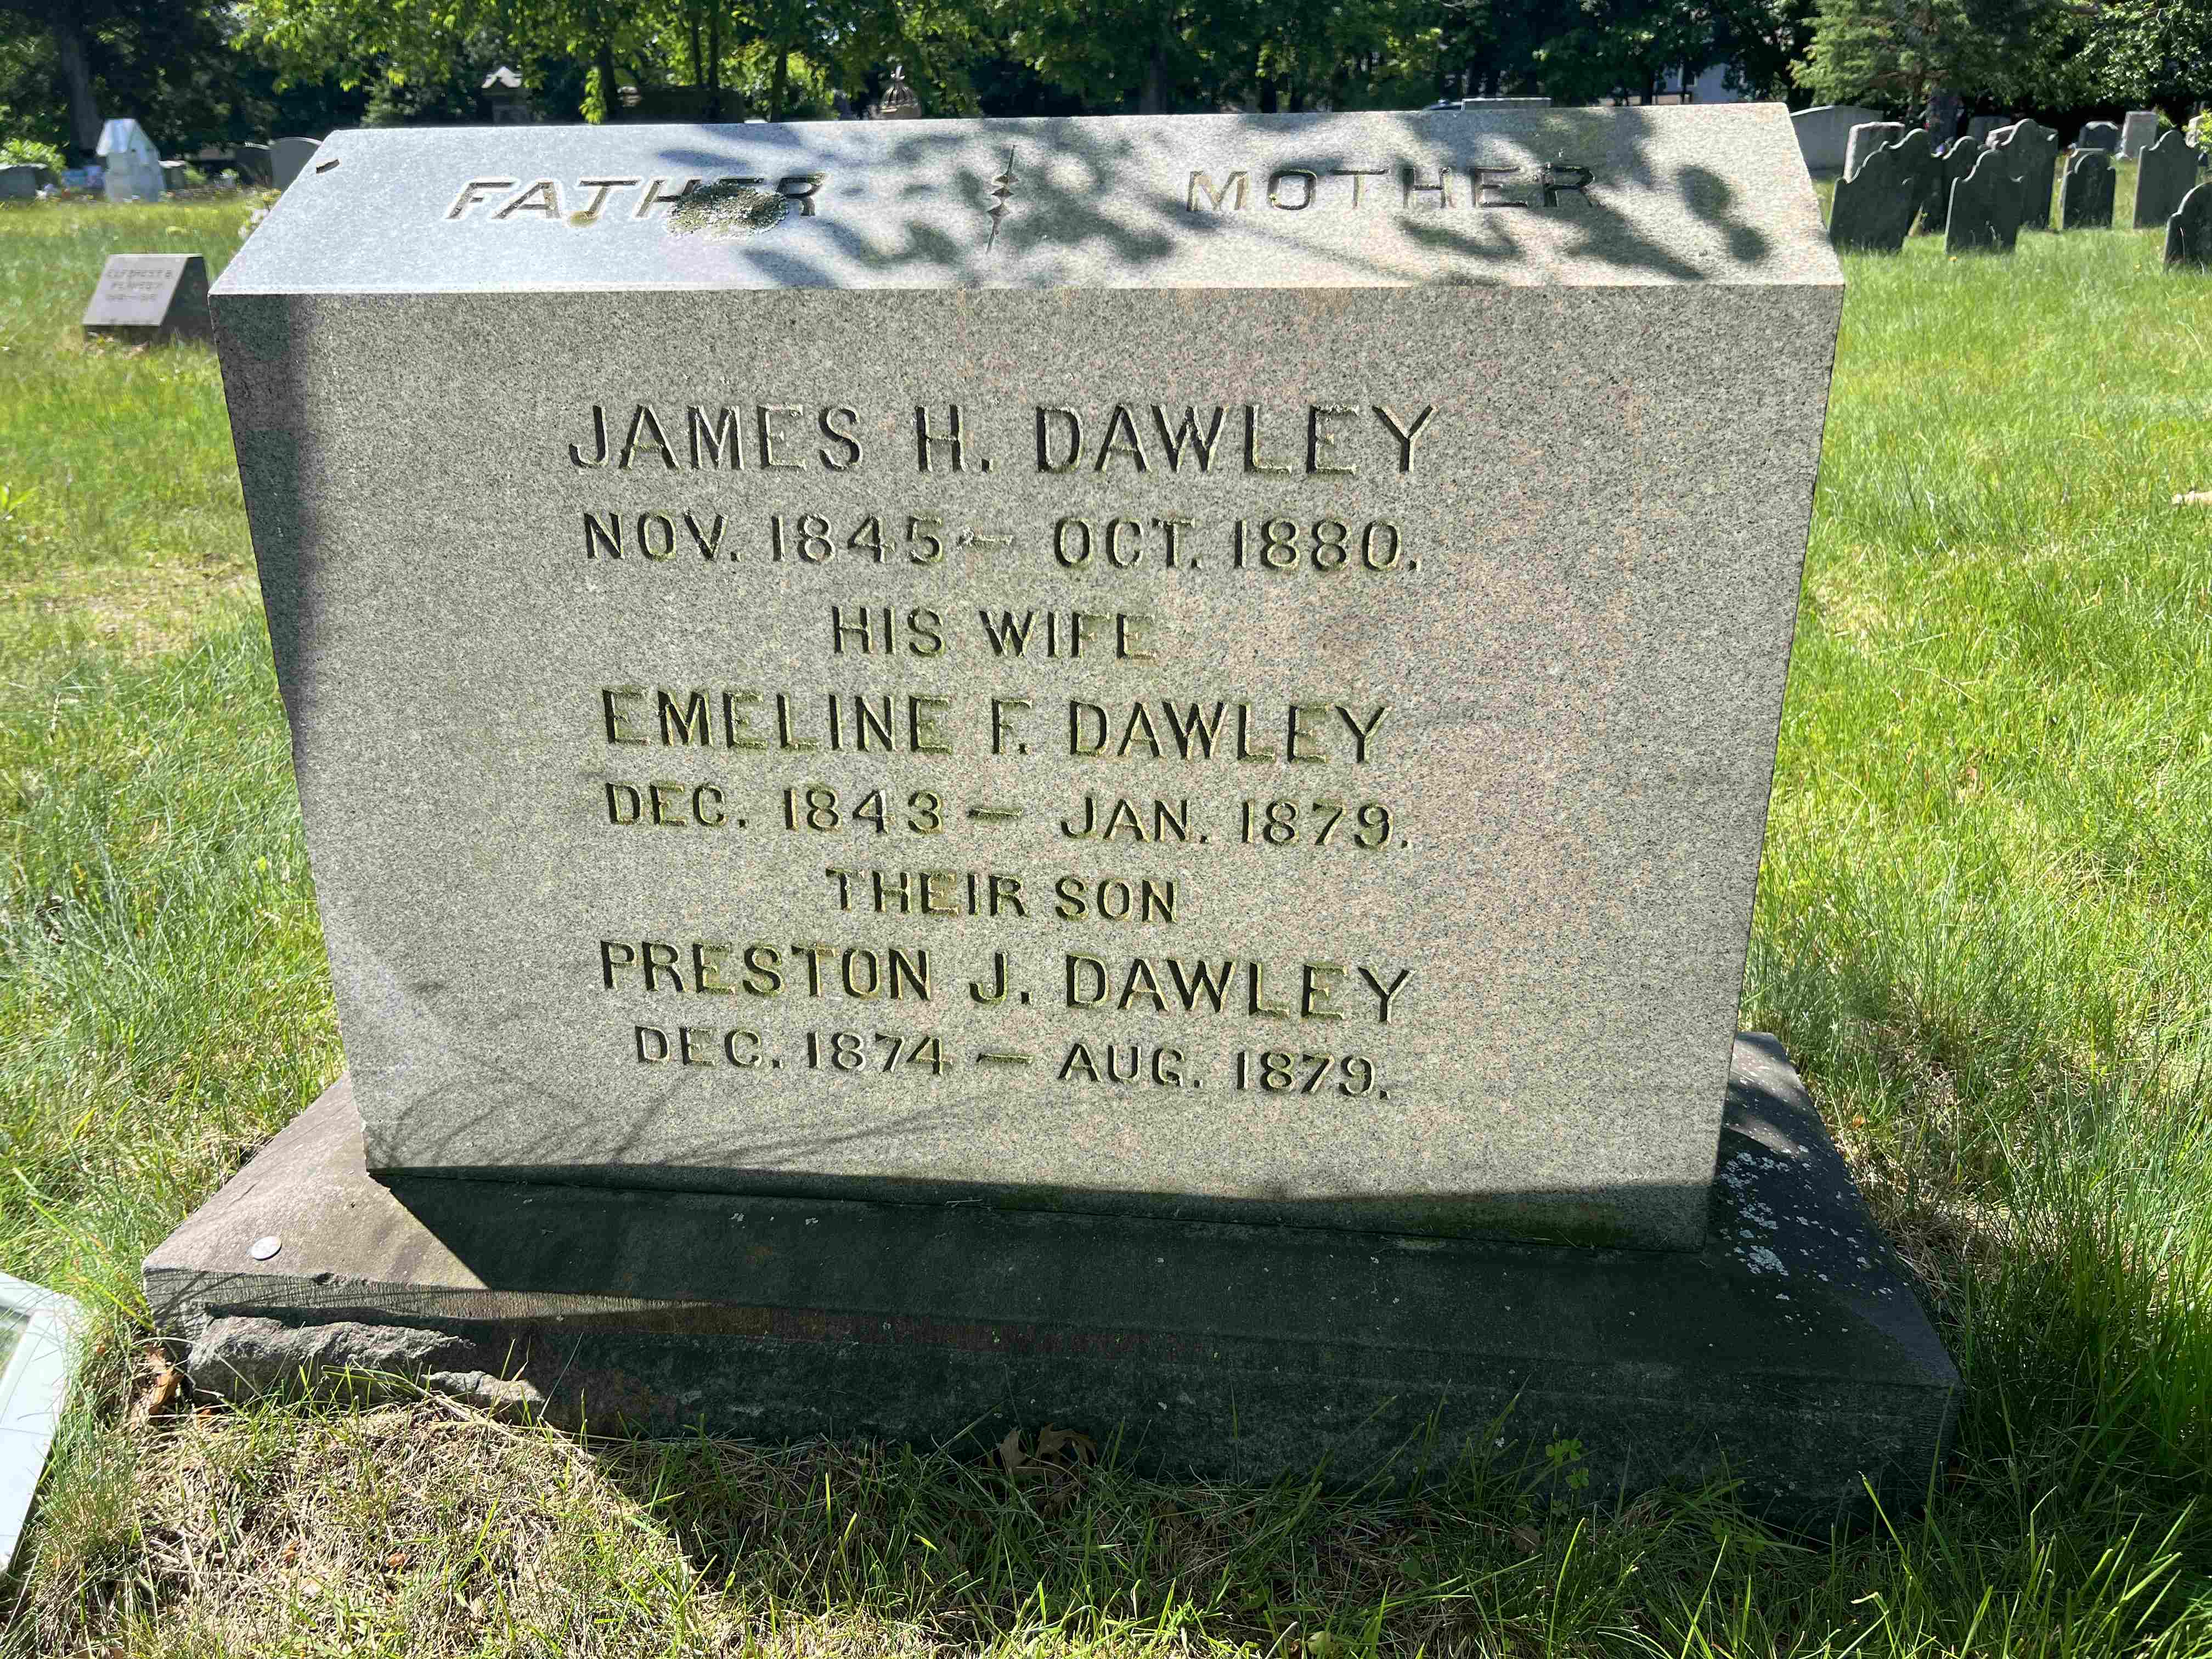 FATHER MOTHER
JAMES H. DAWLEY
NOV. 1845 — OCT. 1880.
HIS WIFE
EMELINE F. DAWLEY
DEC. 1843 — JAN. 1879.
THEIR SON
PRESTON J. DAWLEY
DEC. 1874 — AUG. 1879.